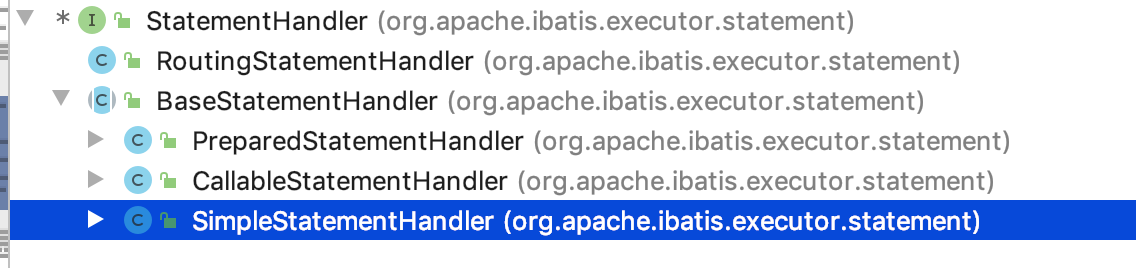 * I StatementHandler (org.apache.ibatis.executor.statement)
C RoutingStatementHandler (org.apache.ibatis.executor.statement)
C BaseStatementHandler (org.apache.ibatis.executor.statement)
C PreparedStatementHandler (org.apache.ibatis.executor.statement)
C CallableStatementHandler (org.apache.ibatis.executor.statement)
C SimpleStatementHandler (org.apache.ibatis.executor.statement)